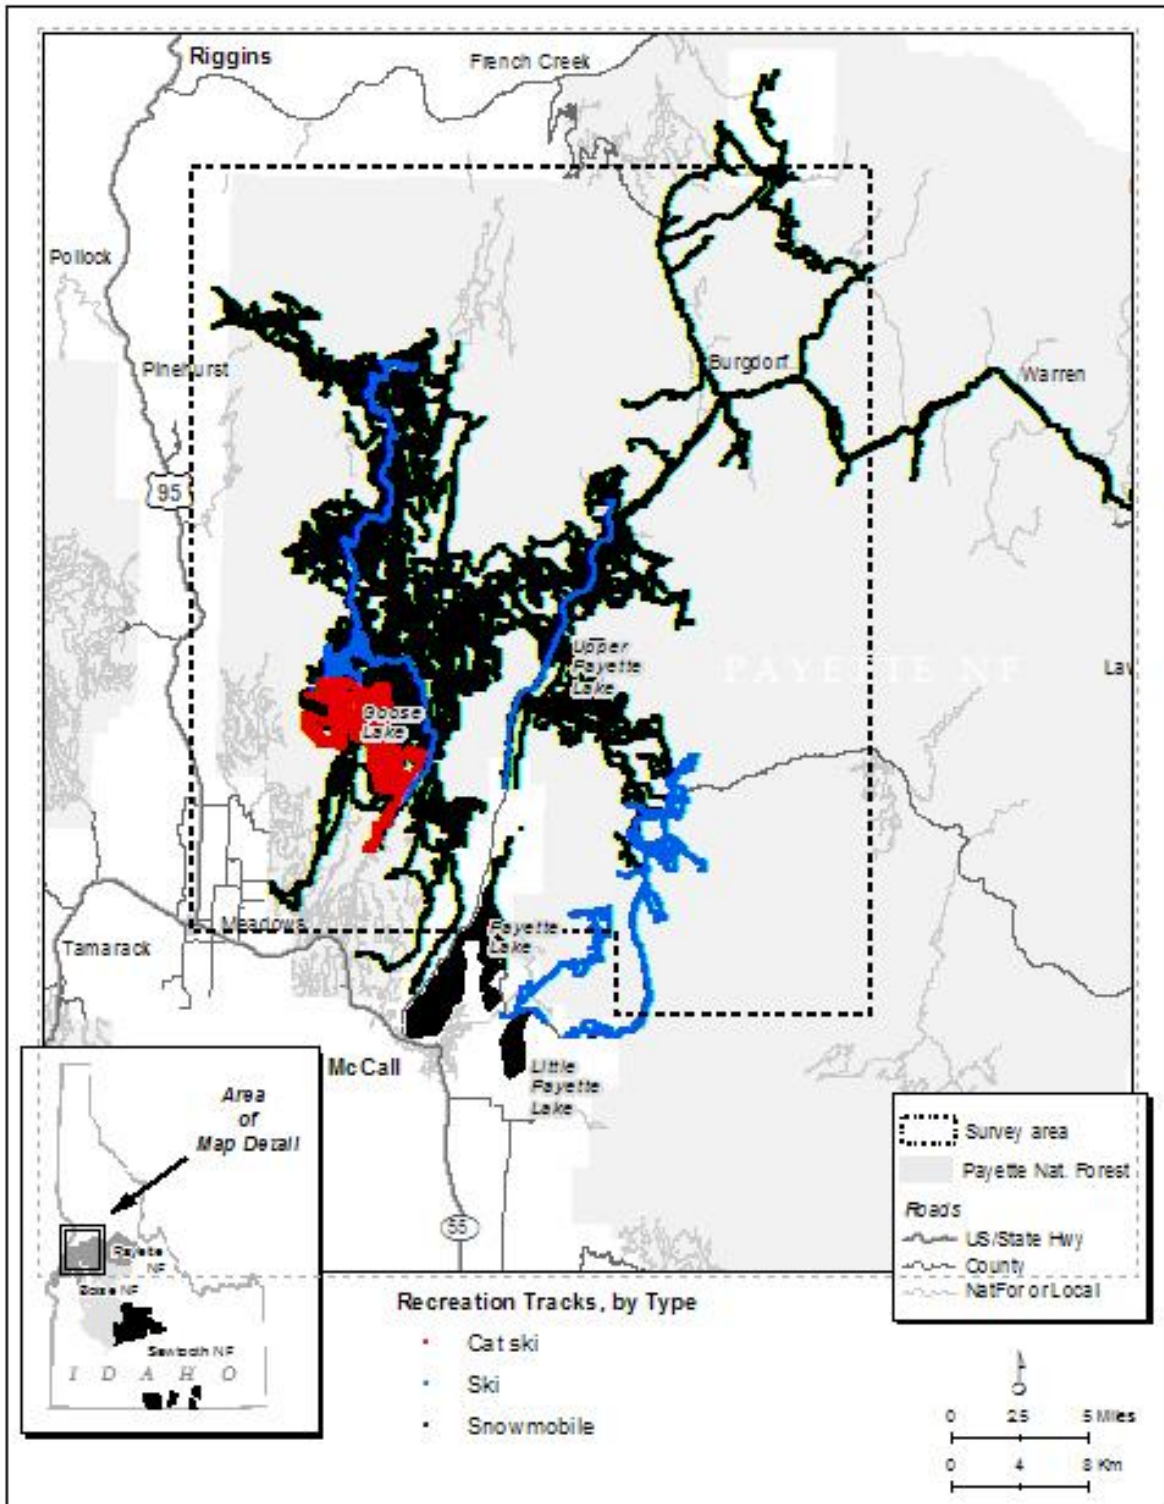 Riggins
French Creek
Pollock
Pinehurst
Burgdorf
Warren
95
Upper
Payette
Lake
PAYETTE NF
Law
Goose
Lake
Meadows
Tamarack
Payette
Lake
McCall
Little
Payette
Lake
55
Area
of
Map Detail
Payette
NF
Boise NF
Sawtooth NF
I D A H O
Survey area
Payette Nat. Forest
Roads
US/State Hwy
County
NatFor or Local
Recreation Tracks, by Type
Cat ski
Ski
Snowmobile
0 2.5 5 Miles
0 4 8 Km